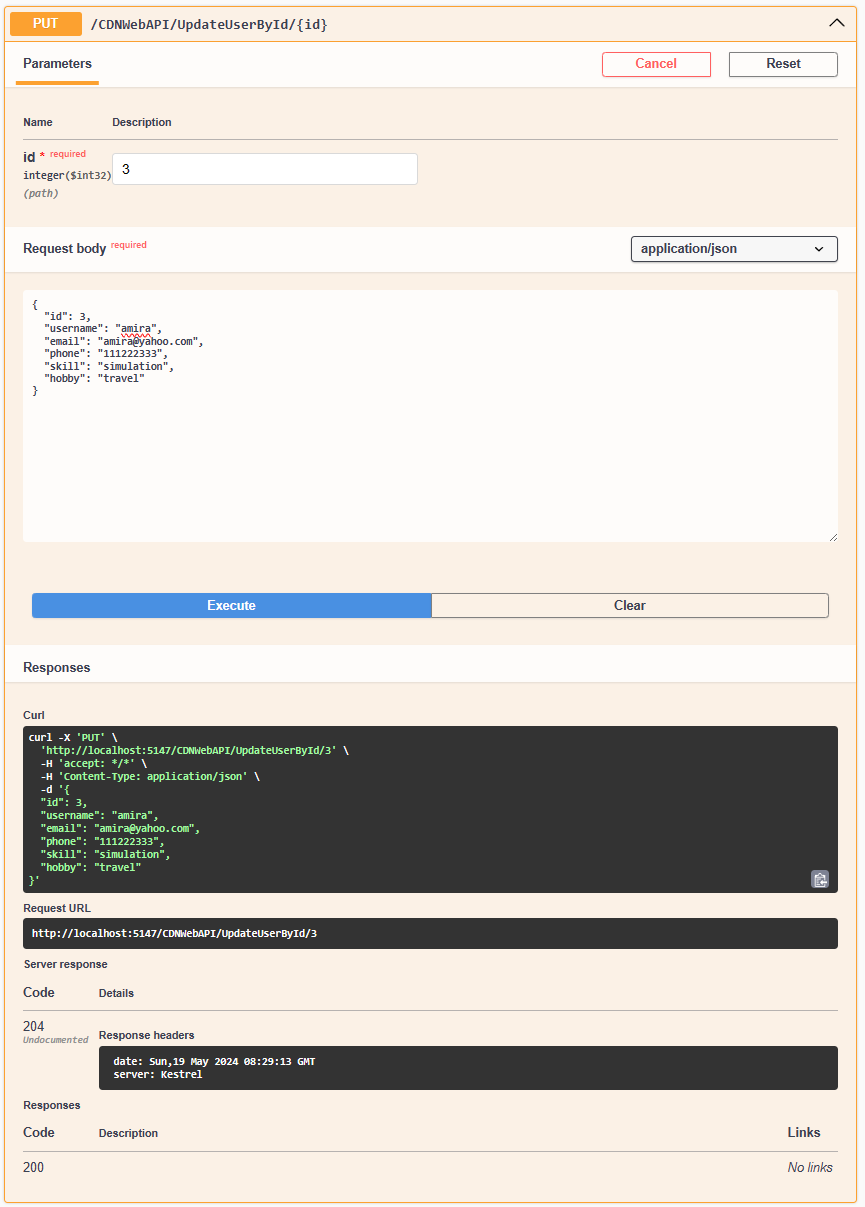 PUT /CDNWebAPI/UpdateUserById/{id}
Parameters Cancel Reset
Name Description
id * required
integer($int32) 3
(path)
Request body required application/json
{
"id": 3,
"username": "amira",
"email": "amira@yahoo.com",
"phone": "111222333",
"skill": "simulation",
"hobby": "travel"
}
Execute Clear
Responses
Curl
curl -X 'PUT' \
'http://localhost:5147/CDNWebAPI/UpdateUserById/3' \
-H 'accept: */*' \
-H 'Content-Type: application/json' \
-d '{
"id": 3,
"username": "amira",
"email": "amira@yahoo.com",
"phone": "111222333",
"skill": "simulation",
"hobby": "travel"
}'
Request URL
http://localhost:5147/CDNWebAPI/UpdateUserById/3
Server response
Code Details
204
Undocumented
Response headers
date: Sun,19 May 2024 08:29:13 GMT
server: Kestrel
Responses
Code Description Links
200 No links